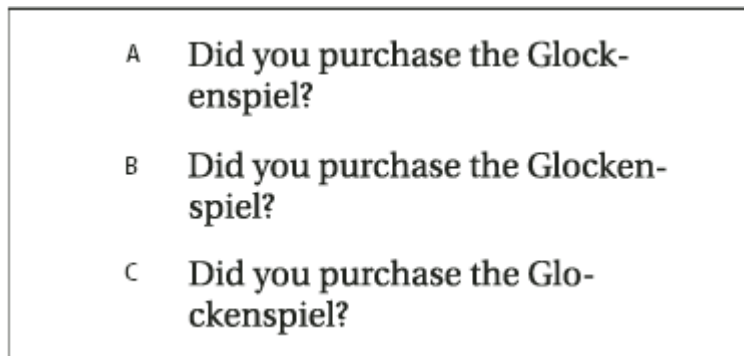 A Did you purchase the Glock-
enspiel?
B Did you purchase the Glocken-
spiel?
C Did you purchase the Glo-
ckenspiel?